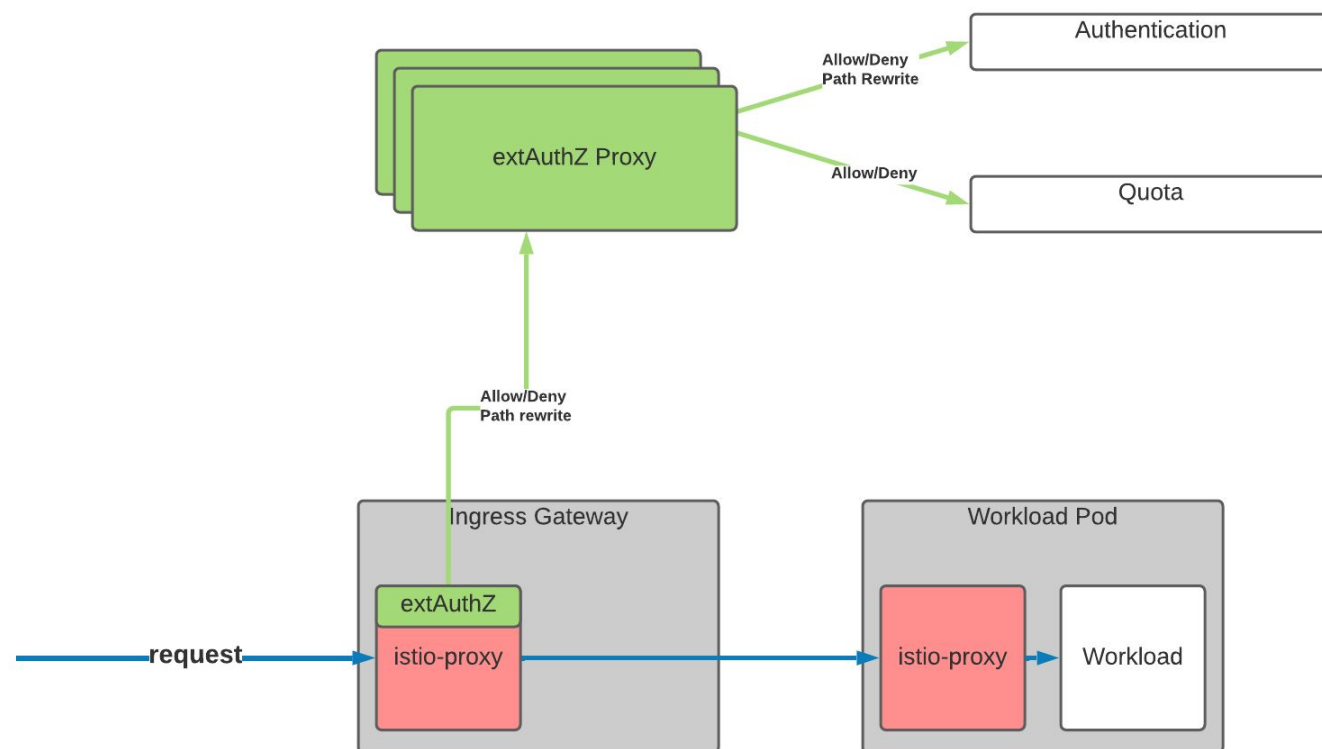 Authentication
Allow/Deny
Path Rewrite
extAuthZ Proxy
Allow/Deny
Quota
Allow/Deny
Path rewrite
Ingress Gateway
Workload Pod
extAuthZ
request
istio-proxy
istio-proxy
Workload